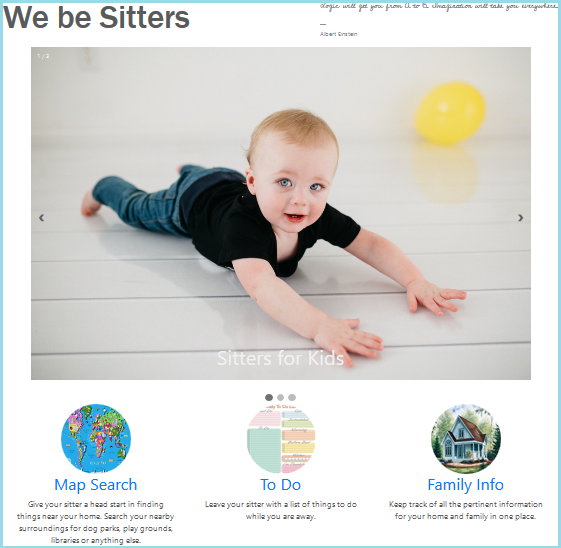 We be Sitters
Logic will get you from A to B. Imagination will take you everywhere.
—
Albert Enstein
1 / 3
‹ ›
Sitters for Kids
Map Search
Give your sitter a head start in finding
things near your home. Search your nearby
surroundings for dog parks, play grounds,
libraries or anything else.
To Do
Leave your sitter with a list of things to do
while you are away.
Family Info
Keep track of all the pertinent information
for your home and family in one place.